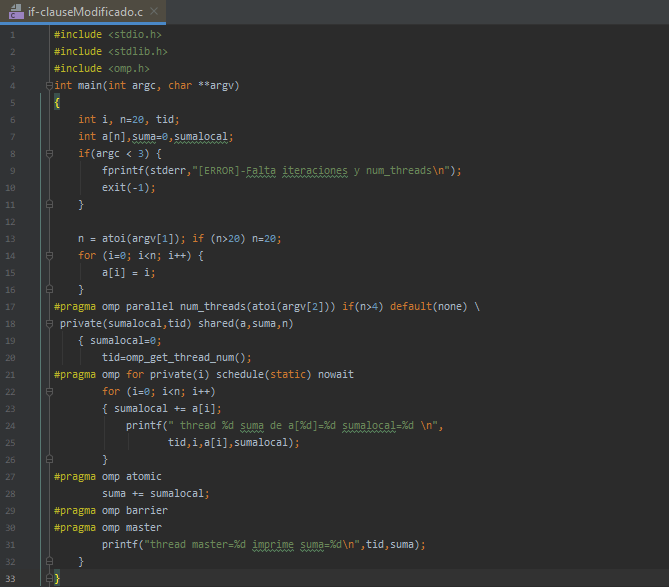 if-clauseModificado.c
1 #include <stdio.h>
2 #include <stdlib.h>
3 #include <omp.h>
4 int main(int argc, char **argv)
5 {
6 int i, n=20, tid;
7 int a[n],suma=0,sumalocal;
8 if(argc < 3) {
9 fprintf(stderr,"[ERROR]-Falta iteraciones y num_threads\n");
10 exit(-1);
11 }
12
13 n = atoi(argv[1]); if (n>20) n=20;
14 for (i=0; i<n; i++) {
15 a[i] = i;
16 }
17 #pragma omp parallel num_threads(atoi(argv[2])) if(n>4) default(none) \
18 private(sumalocal,tid) shared(a,suma,n)
19 { sumalocal=0;
20 tid=omp_get_thread_num();
21 #pragma omp for private(i) schedule(static) nowait
22 for (i=0; i<n; i++)
23 { sumalocal += a[i];
24 printf(" thread %d suma de a[%d]=%d sumalocal=%d \n",
25 tid,i,a[i],sumalocal);
26 }
27 #pragma omp atomic
28 suma += sumalocal;
29 #pragma omp barrier
30 #pragma omp master
31 printf("thread master=%d imprime suma=%d\n",tid,suma);
32 }
33 }